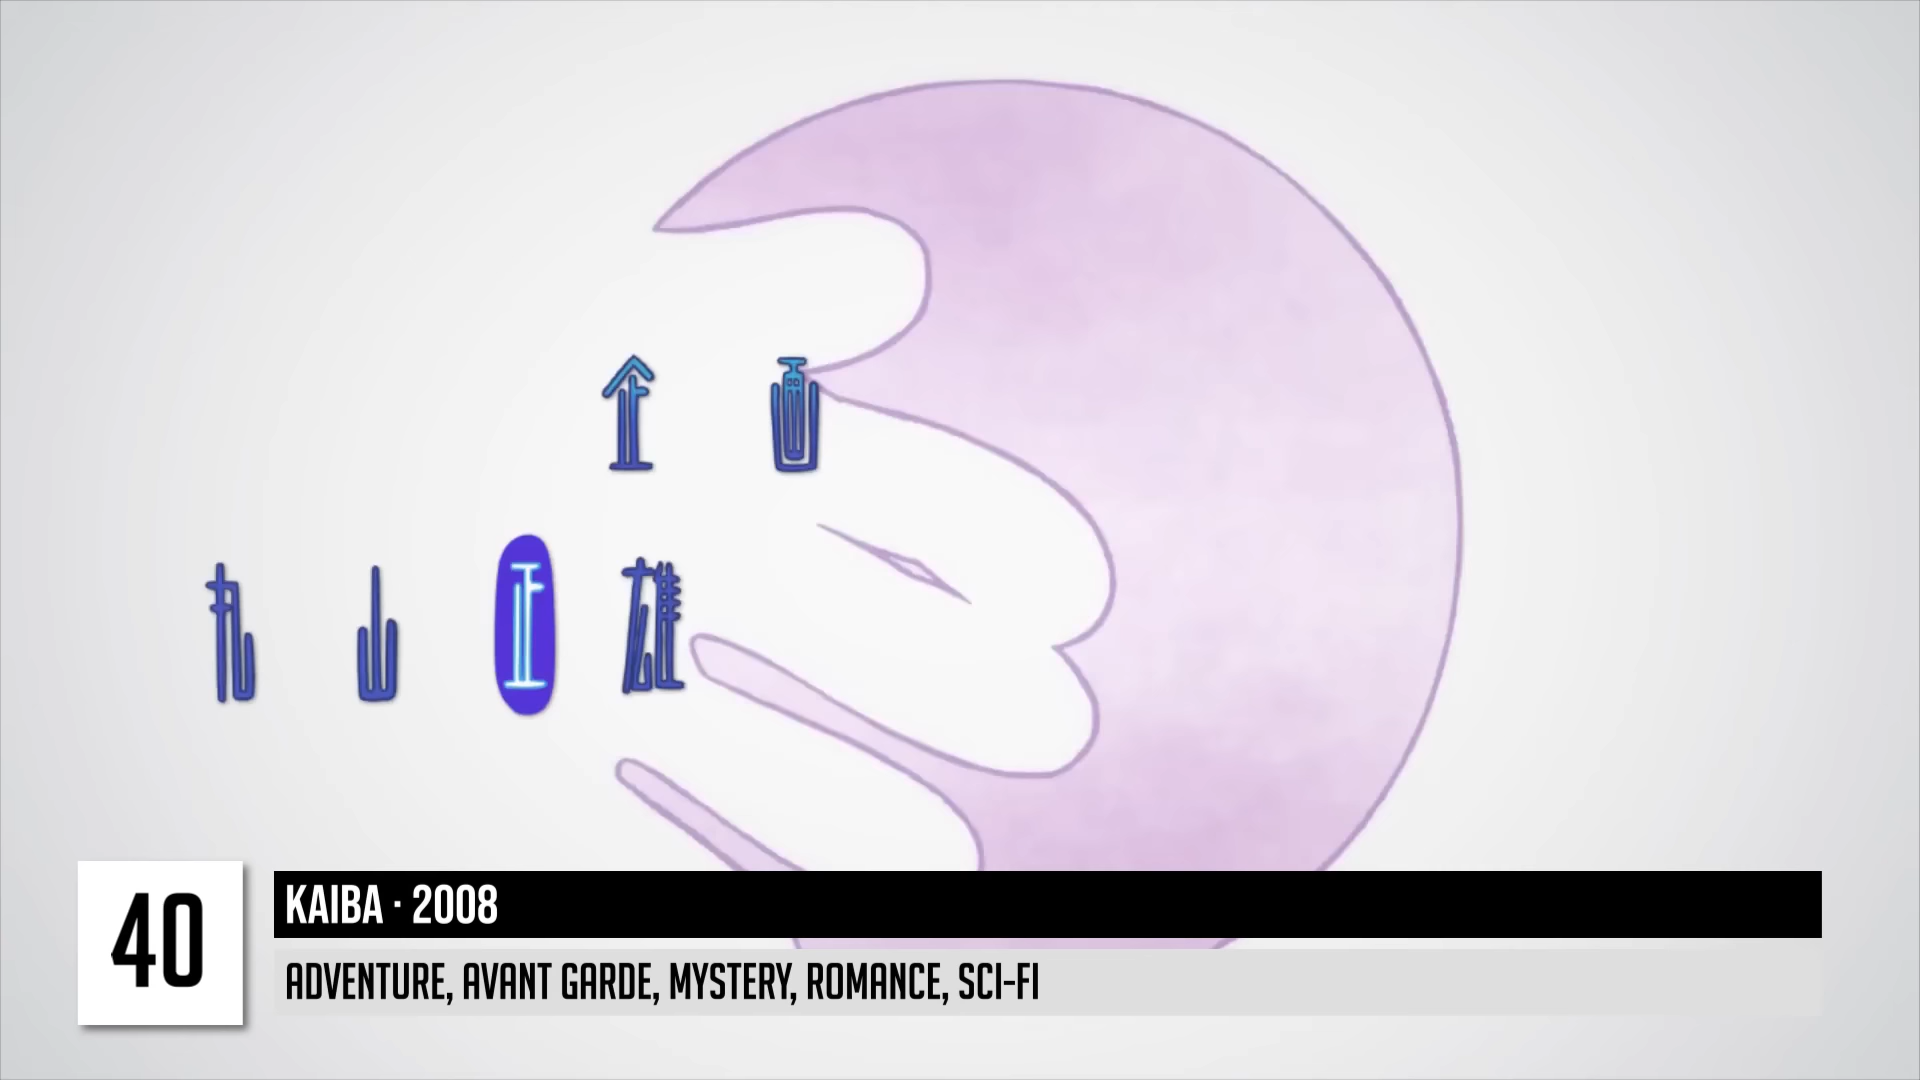 企画
丸山正雄
40
KAIBA · 2008
ADVENTURE, AVANT GARDE, MYSTERY, ROMANCE, SCI-FI